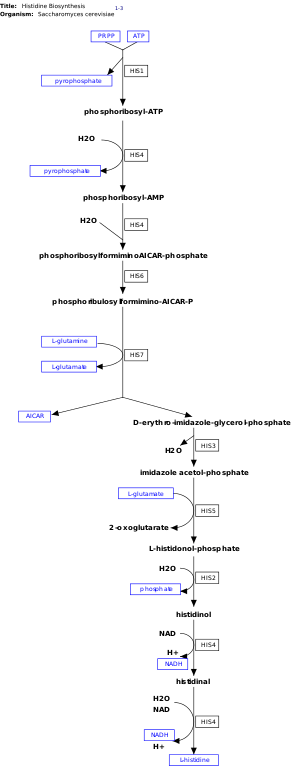 Title: Histidine Biosynthesis
1-3
Organism: Saccharomyces cerevisiae
PRPP ATP
HIS1
pyrophosphate
phosphoribosyl-ATP
H2O
HIS4
pyrophosphate
phosphoribosyl-AMP
H2O
HIS4
phosphoribosylformiminoAICAR-phosphate
HIS6
phosphoribulosylformimino-AICAR-P
L-glutamine
HIS7
L-glutamate
AICAR
D-erythro-imidazole-glycerol-phosphate
HIS3
H2O
imidazole acetol-phosphate
L-glutamate
HIS5
2-oxoglutarate
L-histidonol-phosphate
H2O
HIS2
phosphate
histidinol
NAD
HIS4
H+
NADH
histidinal
H2O
NAD
HIS4
NADH
H+
L-histidine